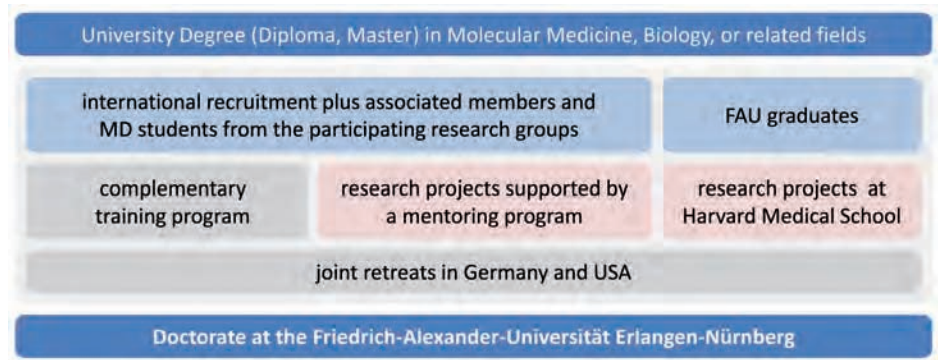 University Degree (Diploma, Master) in Molecular Medicine, Biology, or related fields
international recruitment plus associated members and
MD students from the participating research groups
FAU graduates
complementary
training program
research projects supported by
a mentoring program
research projects at
Harvard Medical School
joint retreats in Germany and USA
Doctorate at the Friedrich-Alexander-Universität Erlangen-Nürnberg